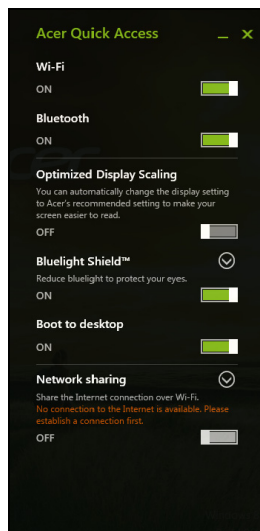 Acer Quick Access
Wi-Fi
ON
Bluetooth
ON
Optimized Display Scaling
You can automatically change the display setting
to Acer's recommended setting to make your
screen easier to read.
OFF
Bluelight Shield™
Reduce bluelight to protect your eyes.
ON
Boot to desktop
ON
Network sharing
Share the Internet connection over Wi-Fi.
No connection to the Internet is available. Please
establish a connection first.
OFF